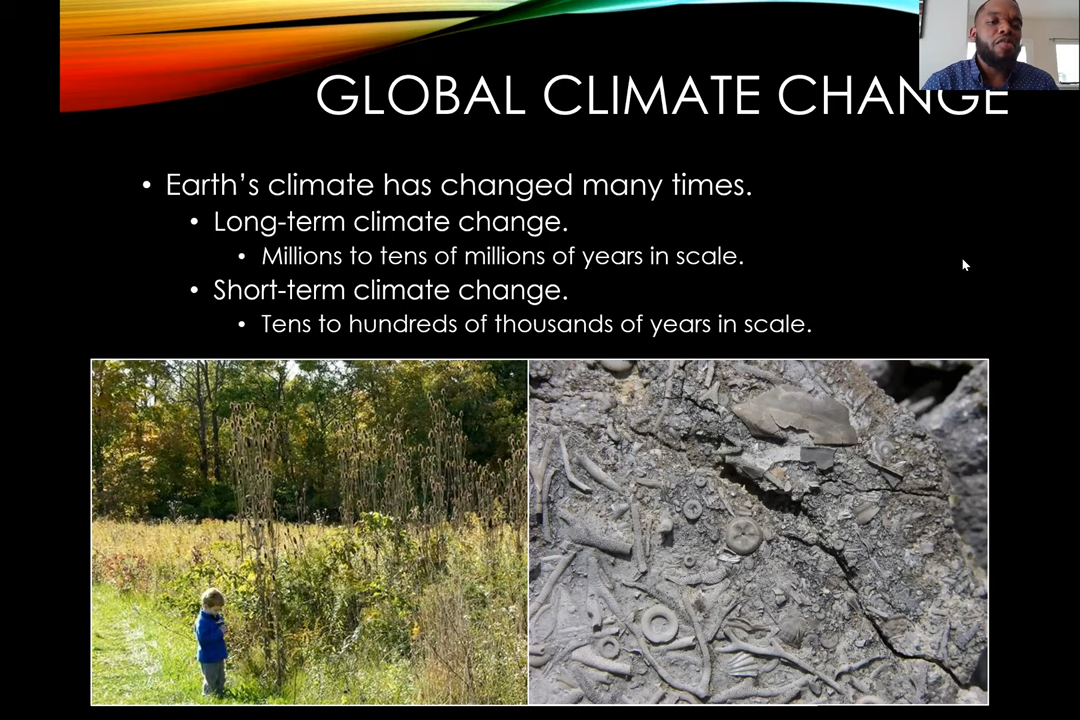 GLOBAL CLIMATE CHANGE
• Earth's climate has changed many times.
• Long-term climate change.
• Millions to tens of millions of years in scale.
• Short-term climate change.
• Tens to hundreds of thousands of years in scale.